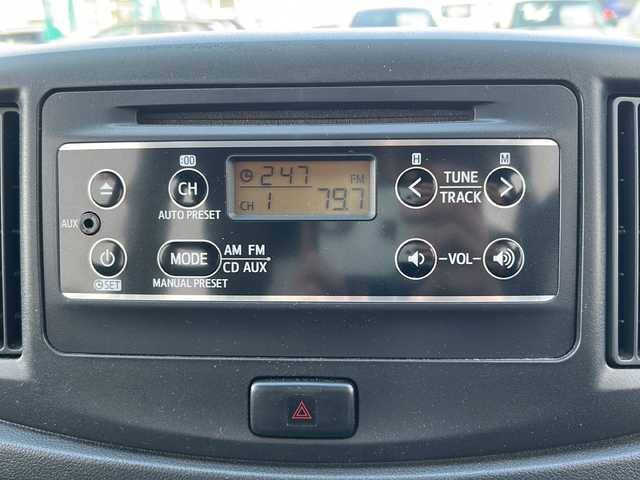 :00
H
M
CH
AUTO PRESET
2:47
FM
CH 1 79.7
TUNE
TRACK
AUX
MODE
AM FM
CD AUX
MANUAL PRESET
VOL
SET